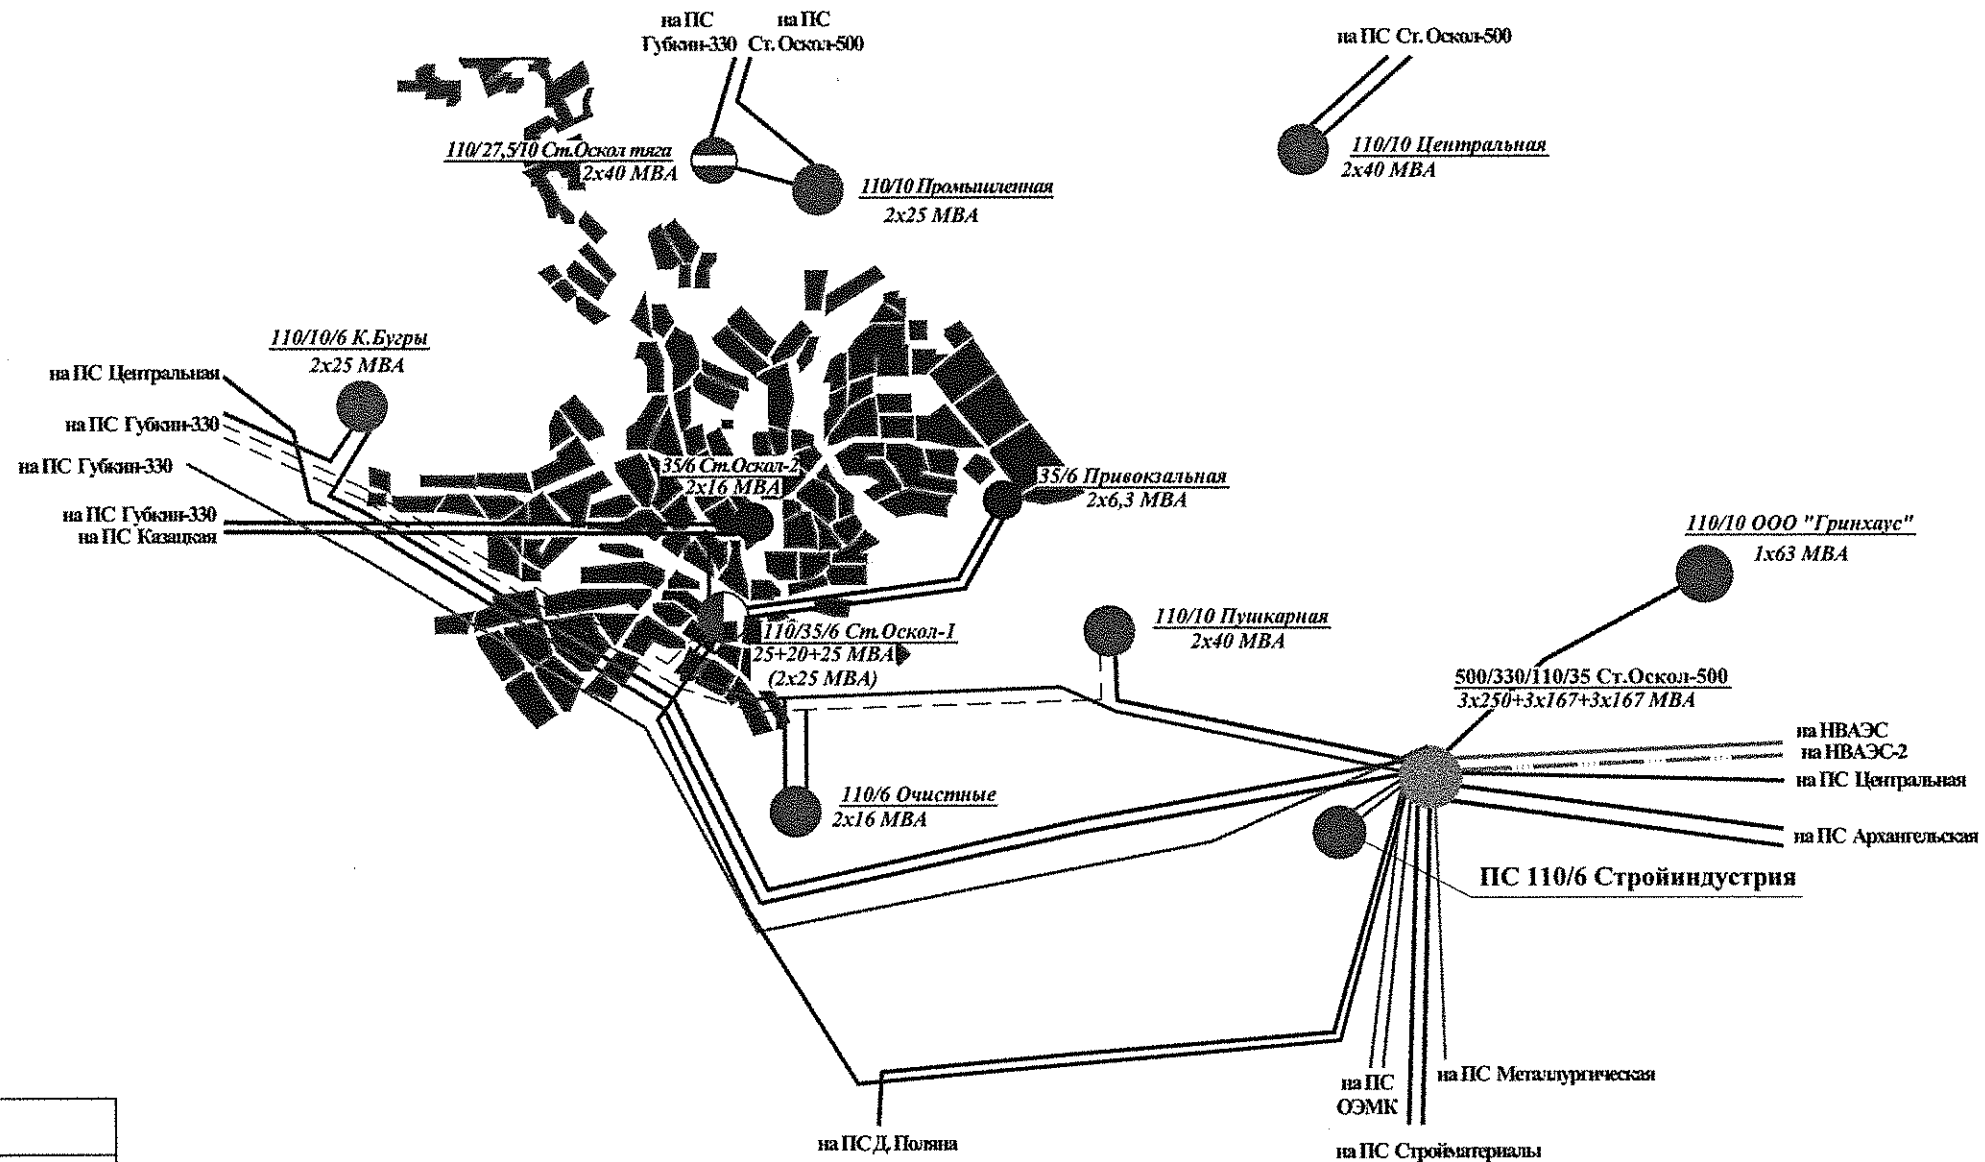 на ПС
Губкин-330
на ПС
Ст. Оскол-500
на ПС Ст. Оскол-500
110/27,5/10 Ст.Оскол тяга
2х40 МВА
110/10 Промышленная
2х25 МВА
110/10 Центральная
2х40 МВА
110/10/6 К.Бугры
2х25 МВА
на ПС Центральная
на ПС Губкин-330
на ПС Губкин-330
на ПС Губкин-330
на ПС Казацкая
35/6 Ст.Оскол-2
2х16 МВА
35/6 Привокзальная
2х6,3 МВА
110/10 ООО "Гринхаус"
1х63 МВА
110/35/6 Ст.Оскол-1
25+20+25 МВА
(2х25 МВА)
110/10 Пушкарная
2х40 МВА
500/330/110/35 Ст.Оскол-500
3х250+3х167+3х167 МВА
на НВАЭС
на НВАЭС-2
на ПС Центральная
на ПС Архангельская
110/6 Очистные
2х16 МВА
ПС 110/6 Стройиндустрия
на ПС
ОЭМК
на ПС Металлургическая
на ПС Д. Поляна
на ПС Стройматериалы